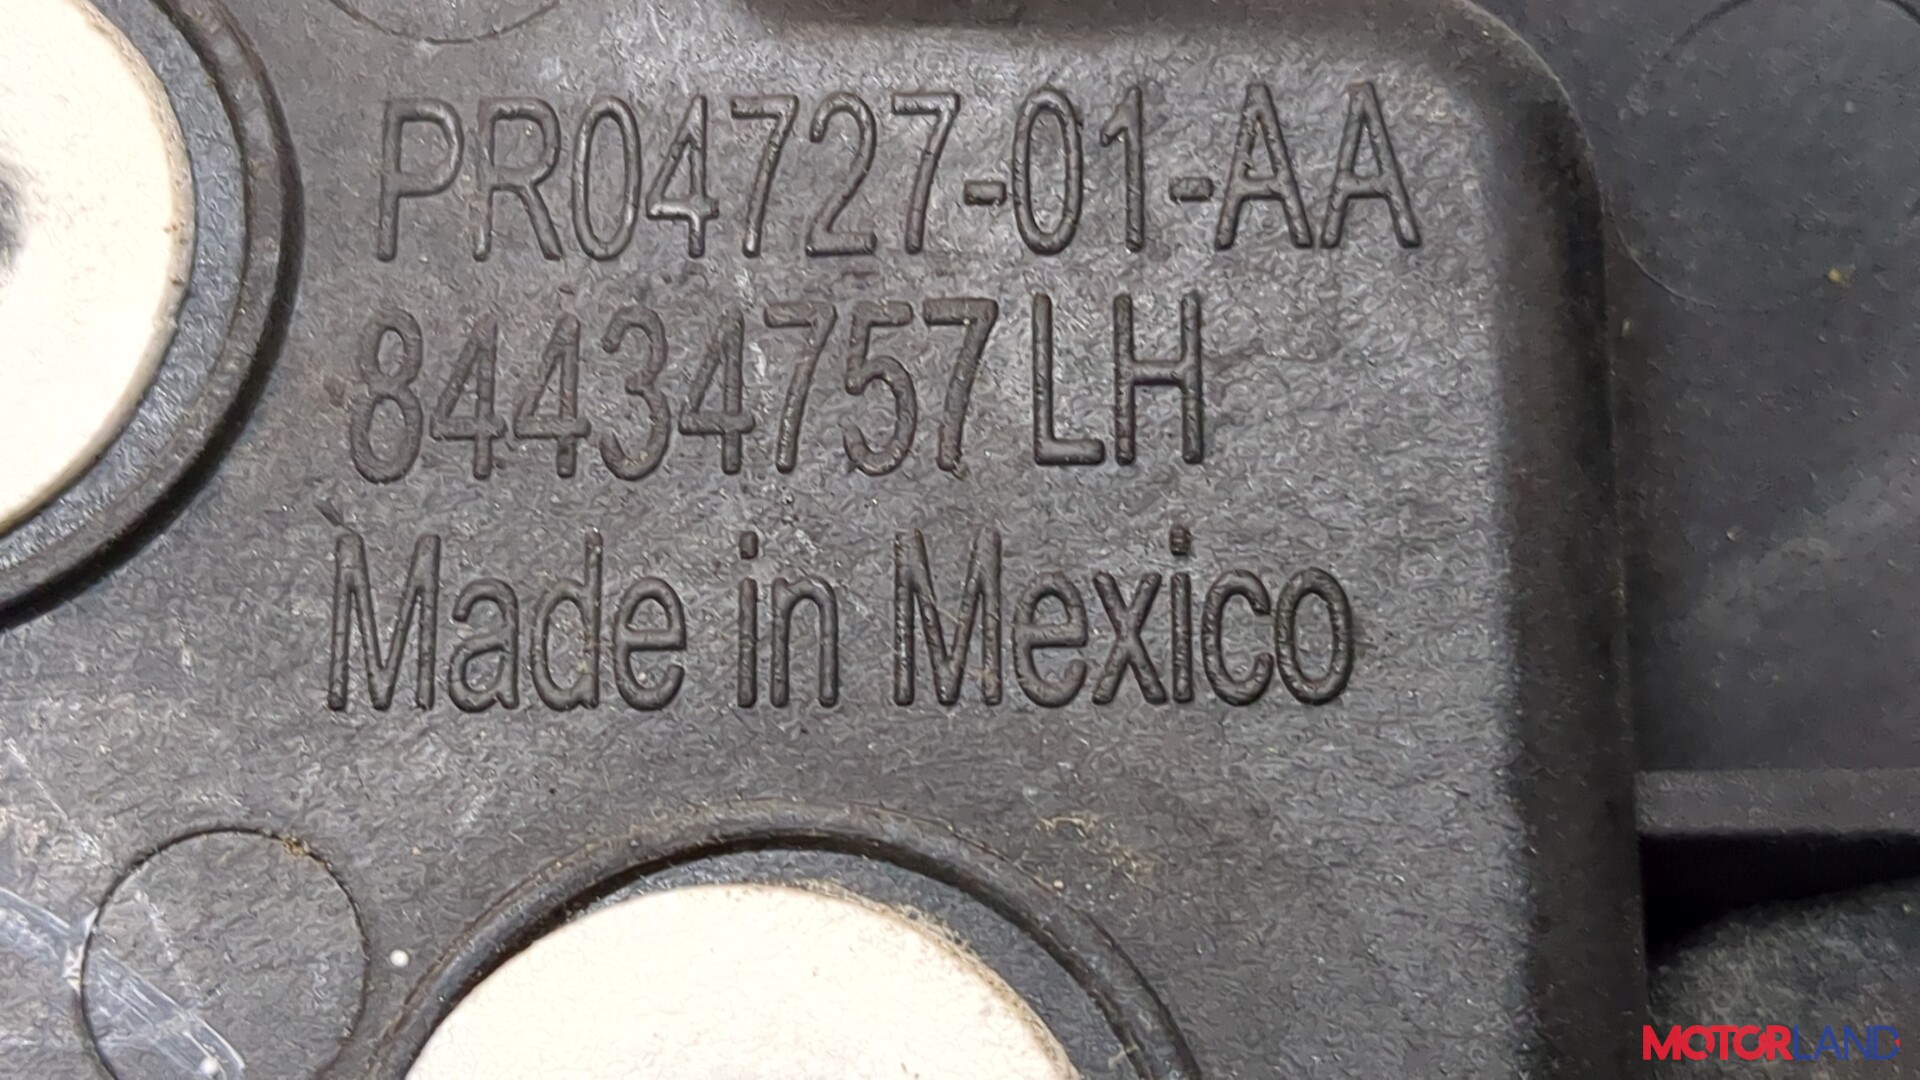 PR04727-01-AA
84434757 LH
Made in Mexico
MOTORLAND